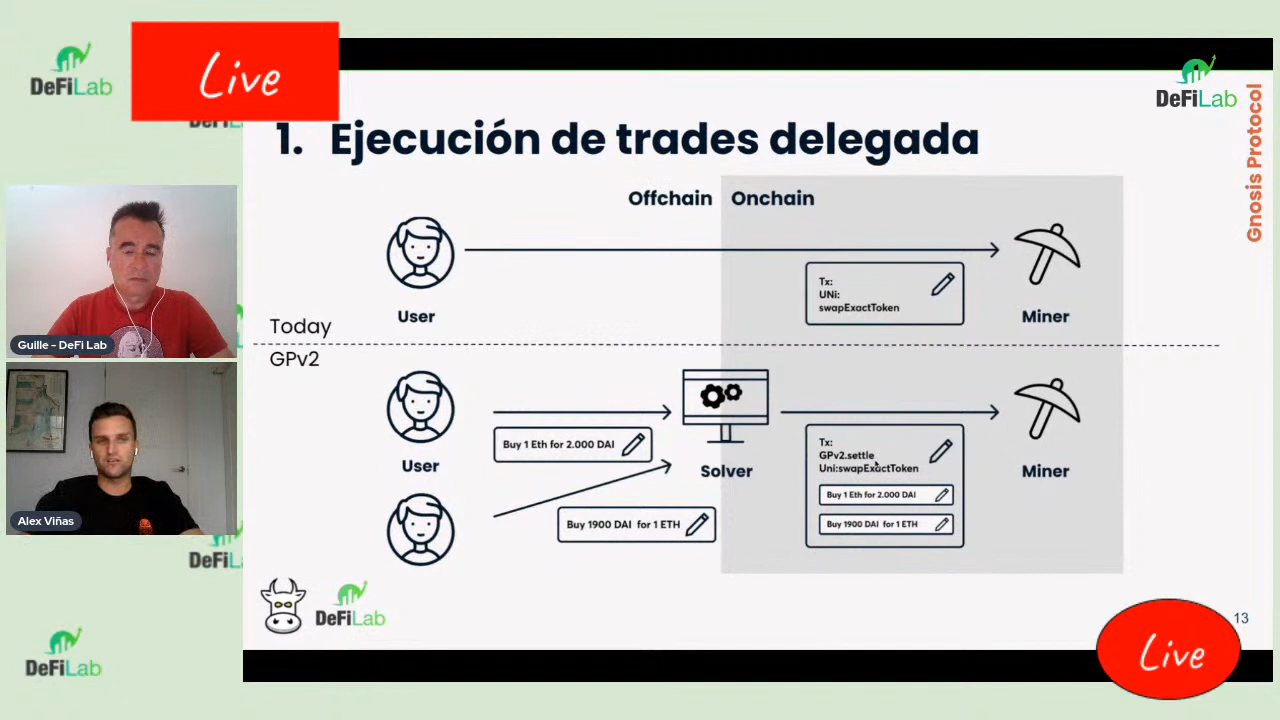 DeFiLab
Live
DeFiLab
DeFiL
Gnosis Protocol
1. Ejecución de trades delegada
Offchain
Onchain
Tx:
UNi:
swapExactToken
User
Miner
Today
GPv2
Guille - DeFi Lab
Buy 1 Eth for 2.000 DAI
Tx:
GPv2.settle
Uni:swapExactToken
User
Solver
Miner
Buy 1 Eth for 2.000 DAI
Buy 1900 DAI for 1 ETH
Buy 1900 DAI for 1 ETH
Alex Viñas
DeFiL
DeFiLab
13
Live
DeFiLab